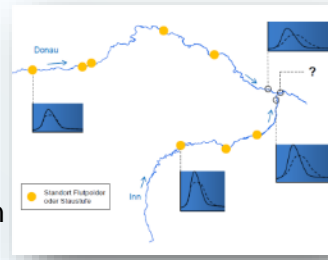 Donau
?
Standort Flutpolder
oder Staustufe
Inn
n